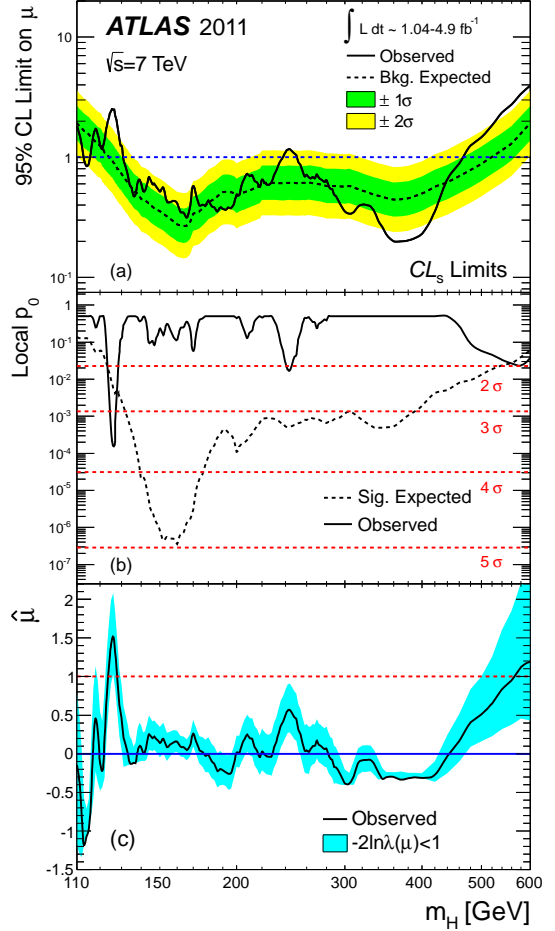 ATLAS 2011
∫ L dt ~ 1.04-4.9 fb⁻¹
√s=7 TeV
Observed
Bkg. Expected
± 1σ
± 2σ
95% CL Limit on μ
10
1
10⁻¹
(a)
CLₛ Limits
Local p₀
1
10⁻¹
10⁻²
10⁻³
10⁻⁴
10⁻⁵
10⁻⁶
10⁻⁷
2 σ
3 σ
4 σ
5 σ
Sig. Expected
Observed
(b)
μ̂
2
1.5
1
0.5
0
-0.5
-1
-1.5
(c)
Observed
-2lnλ(μ)<1
110 150 200 300 400 500 600
m_H [GeV]